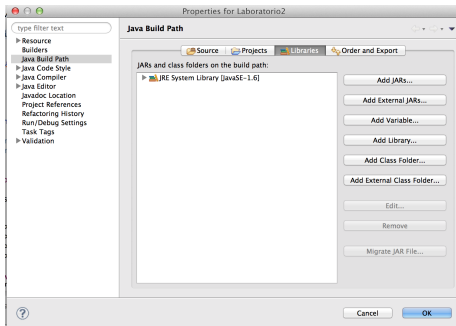 Properties for Laboratorio2
type filter text
Resource
Builders
Java Build Path
Java Code Style
Java Compiler
Java Editor
Javadoc Location
Project References
Refactoring History
Run/Debug Settings
Task Tags
Validation
Java Build Path
Source Projects Libraries Order and Export
JARs and class folders on the build path:
JRE System Library [JavaSE-1.6]
Add JARs...
Add External JARs...
Add Variable...
Add Library...
Add Class Folder...
Add External Class Folder...
Edit...
Remove
Migrate JAR File...
?
Cancel OK